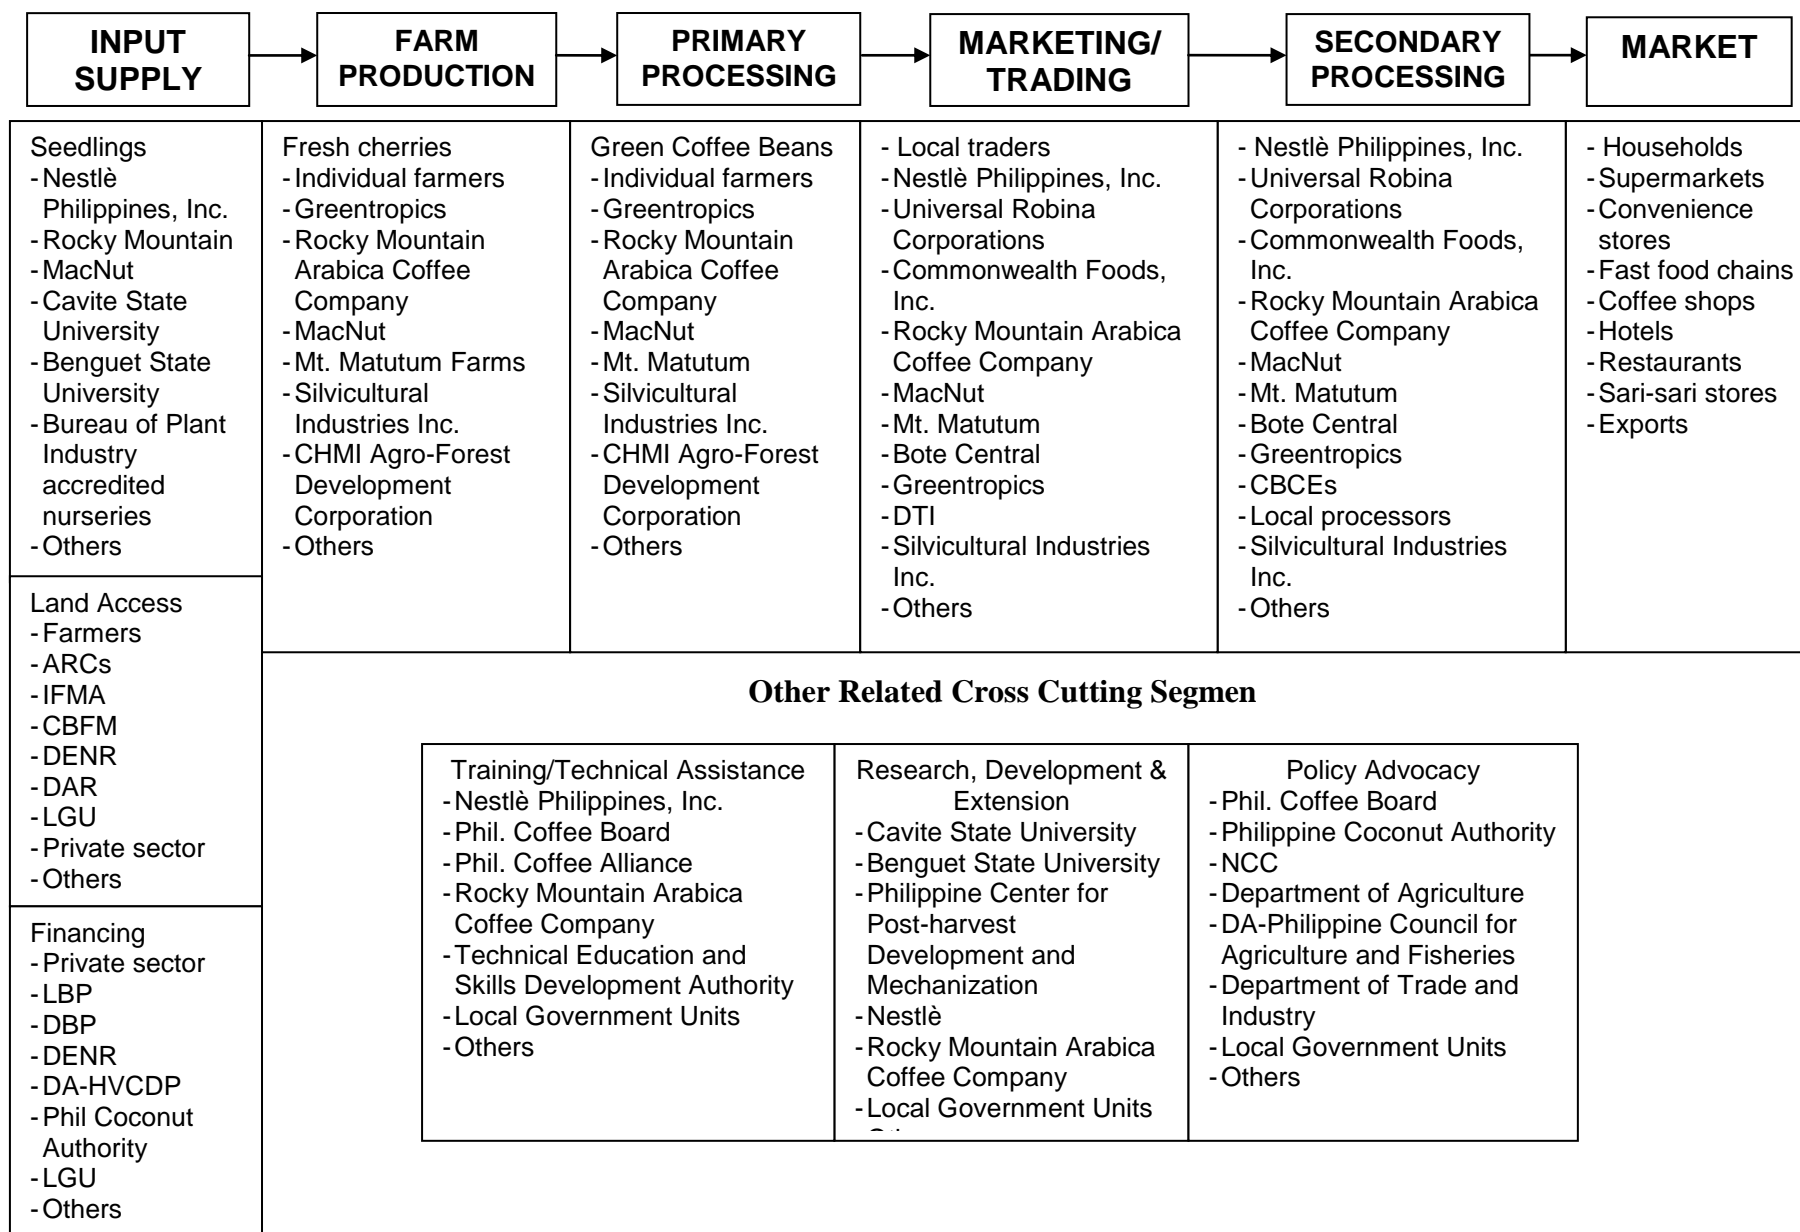 INPUT
SUPPLY
FARM
PRODUCTION
PRIMARY
PROCESSING
MARKETING/
TRADING
SECONDARY
PROCESSING
MARKET
Seedlings
-Nestlè
Philippines, Inc.
-Rocky Mountain
-MacNut
-Cavite State
University
-Benguet State
University
-Bureau of Plant
Industry
accredited
nurseries
-Others
Land Access
-Farmers
-ARCs
-IFMA
-CBFM
-DENR
-DAR
-LGU
-Private sector
-Others
Financing
-Private sector
-LBP
-DBP
-DENR
-DA-HVCDP
-Phil Coconut
Authority
-LGU
-Others
Fresh cherries
-Individual farmers
-Greentropics
-Rocky Mountain
Arabica Coffee
Company
-MacNut
-Mt. Matutum Farms
-Silvicultural
Industries Inc.
-CHMI Agro-Forest
Development
Corporation
-Others
Green Coffee Beans
-Individual farmers
-Greentropics
-Rocky Mountain
Arabica Coffee
Company
-MacNut
-Mt. Matutum
-Silvicultural
Industries Inc.
-CHMI Agro-Forest
Development
Corporation
-Others
- Local traders
-Nestlè Philippines, Inc.
-Universal Robina
Corporations
-Commonwealth Foods,
Inc.
-Rocky Mountain Arabica
Coffee Company
-MacNut
-Mt. Matutum
-Bote Central
-Greentropics
-DTI
-Silvicultural Industries
Inc.
-Others
- Nestlè Philippines, Inc.
-Universal Robina
Corporations
-Commonwealth Foods,
Inc.
-Rocky Mountain Arabica
Coffee Company
-MacNut
-Mt. Matutum
-Bote Central
-Greentropics
-CBCEs
-Local processors
-Silvicultural Industries
Inc.
-Others
- Households
-Supermarkets
-Convenience
stores
-Fast food chains
-Coffee shops
-Hotels
-Restaurants
-Sari-sari stores
-Exports
Other Related Cross Cutting Segmen
Training/Technical Assistance
-Nestlè Philippines, Inc.
-Phil. Coffee Board
-Phil. Coffee Alliance
-Rocky Mountain Arabica
Coffee Company
-Technical Education and
Skills Development Authority
-Local Government Units
-Others
Research, Development &
Extension
-Cavite State University
-Benguet State University
-Philippine Center for
Post-harvest
Development and
Mechanization
-Nestlè
-Rocky Mountain Arabica
Coffee Company
-Local Government Units
Policy Advocacy
-Phil. Coffee Board
-Philippine Coconut Authority
-NCC
-Department of Agriculture
-DA-Philippine Council for
Agriculture and Fisheries
-Department of Trade and
Industry
-Local Government Units
-Others